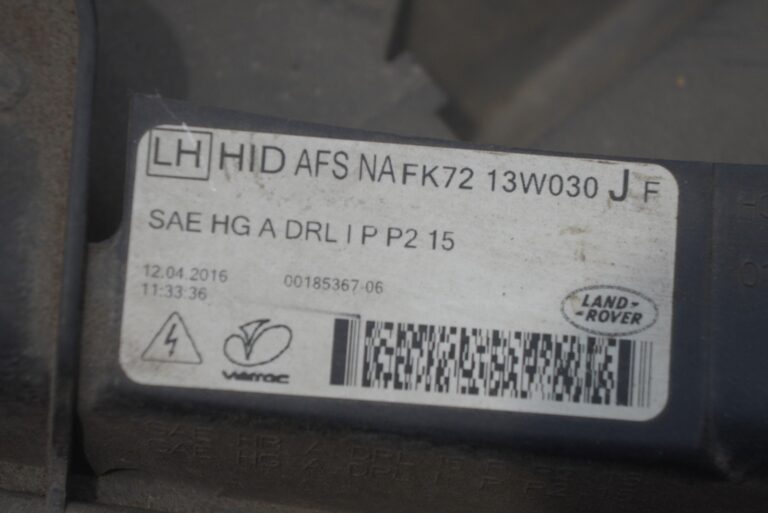 LH HID AFS NA FK72 13W030 J F
SAE HG A DRL I P P2 15
12.04.2016 00185367-06
11:33:36
LAND-
-ROVER
Valeo